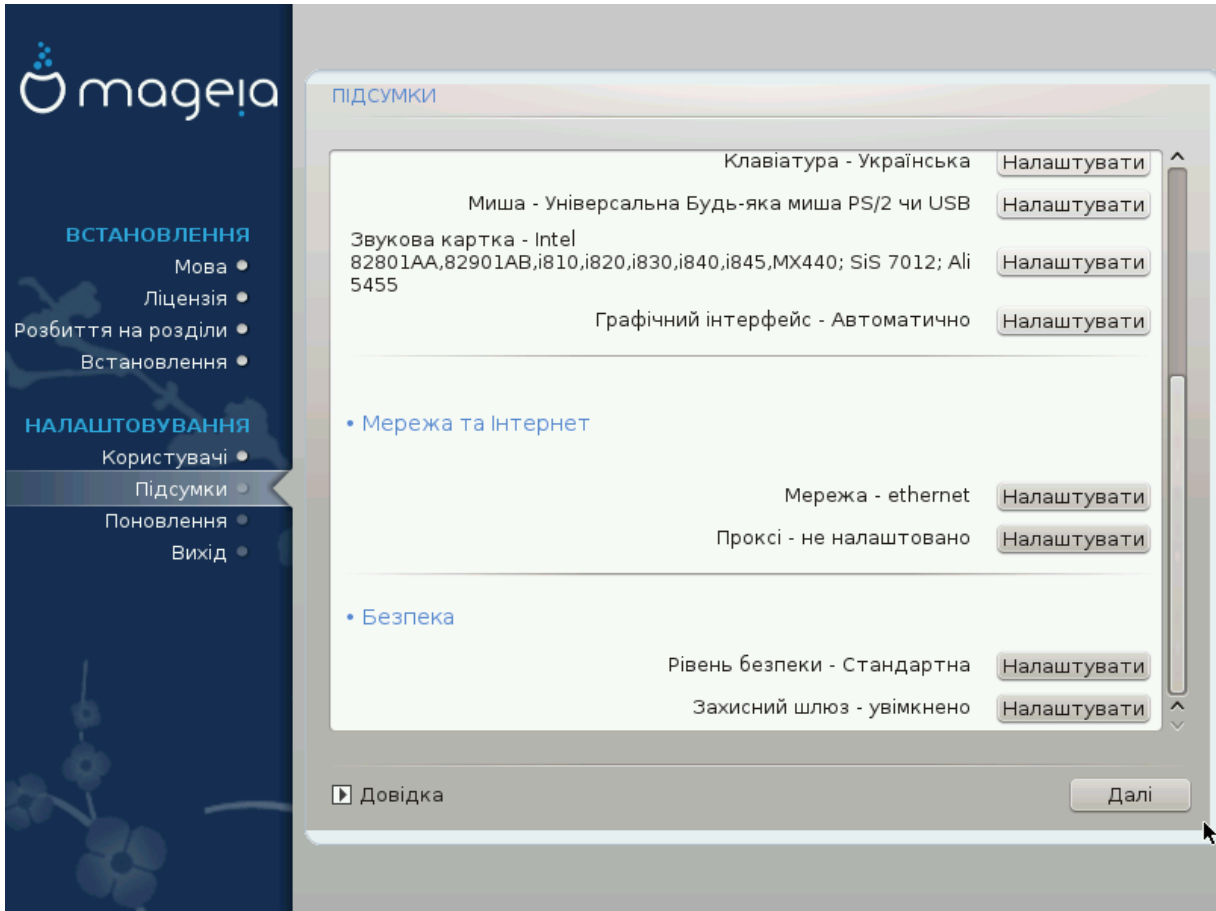 mageia
ВСТАНОВЛЕННЯ
Мова
Ліцензія
Розбиття на розділи
Встановлення
НАЛАШТОВУВАННЯ
Користувачі
Підсумки
Поновлення
Вихід
ПІДСУМКИ
Клавіатура - Українська Налаштувати
Миша - Універсальна Будь-яка миша PS/2 чи USB Налаштувати
Звукова картка - Intel
82801AA,82901AB,i810,i820,i830,i840,i845,MX440; SiS 7012; Ali Налаштувати
5455
Графічний інтерфейс - Автоматично Налаштувати
• Мережа та Інтернет
Мережа - ethernet Налаштувати
Проксі - не налаштовано Налаштувати
• Безпека
Рівень безпеки - Стандартна Налаштувати
Захисний шлюз - увімкнено Налаштувати
Довідка
Далі